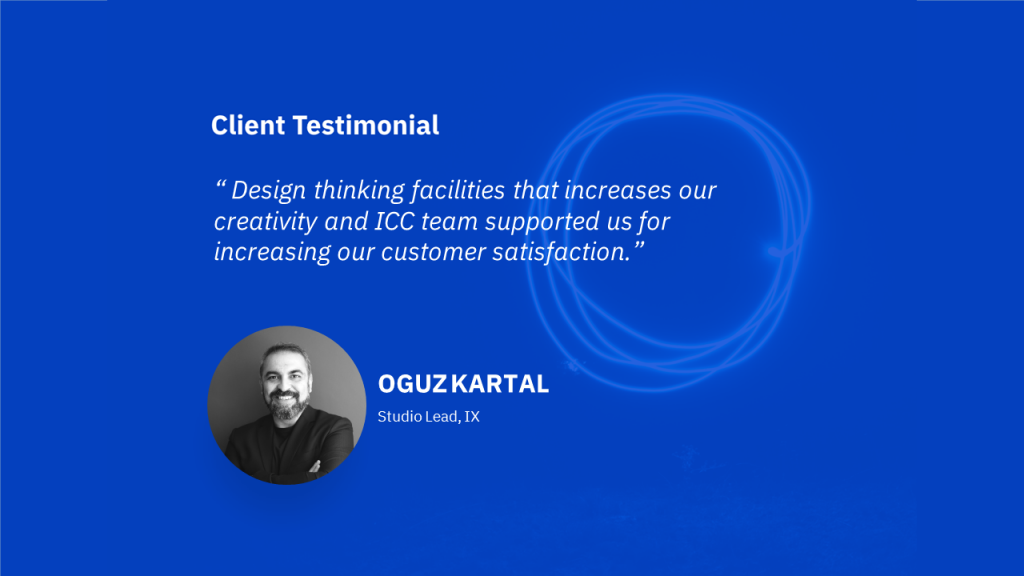 Client Testimonial
“ Design thinking facilities that increases our
creativity and ICC team supported us for
increasing our customer satisfaction.”
OGUZ KARTAL
Studio Lead, IX